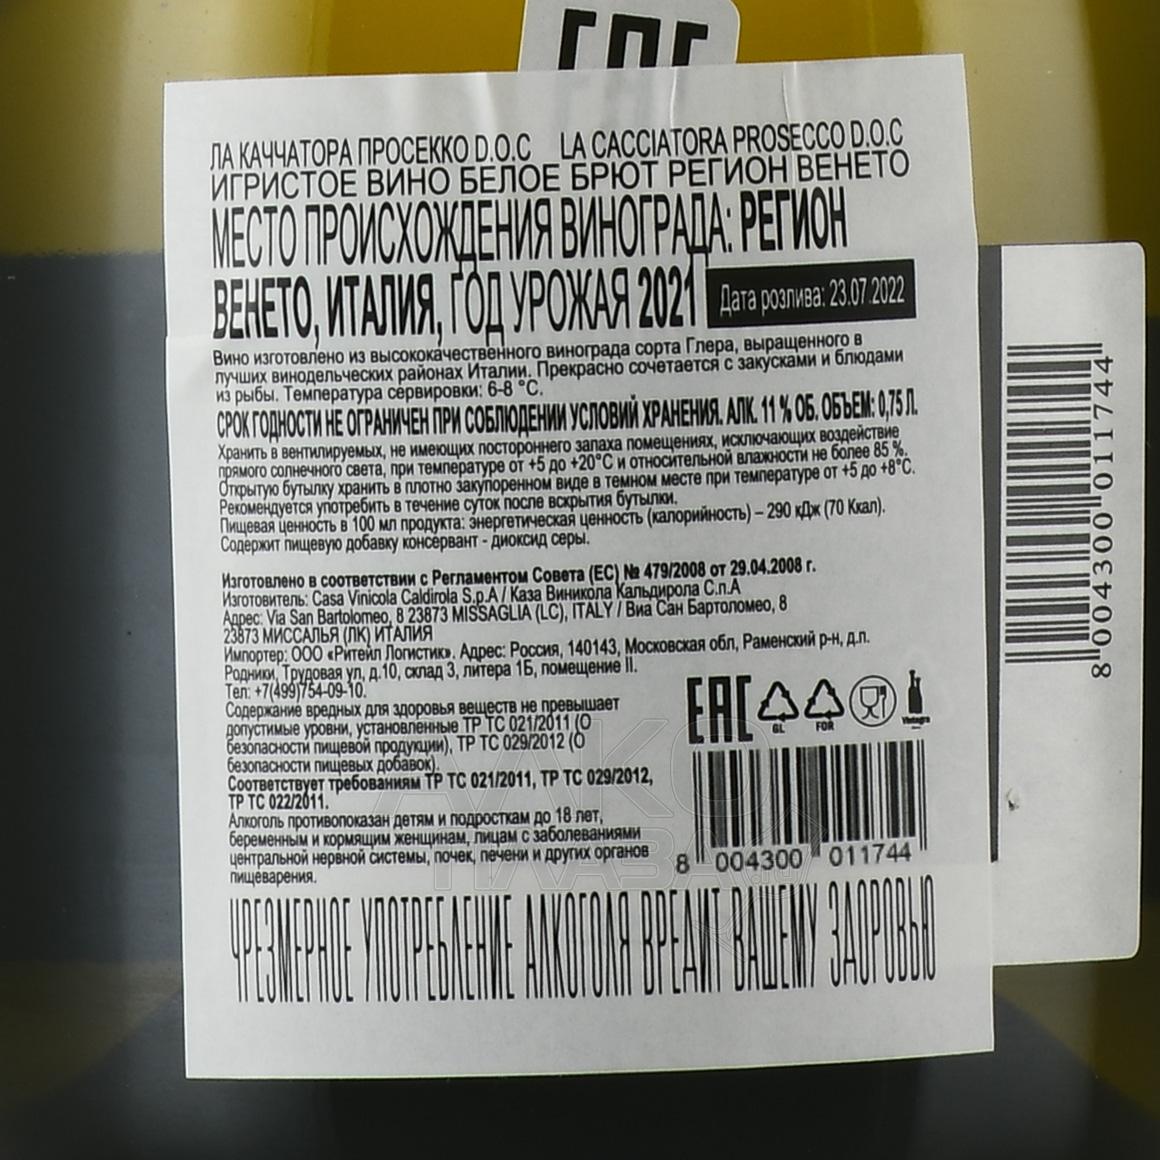 ЕАС
ЛА КАЧЧАТОРА ПРОСЕККО D.O.C LA CACCIATORA PROSECCO D.O.C
ИГРИСТОЕ ВИНО БЕЛОЕ БРЮТ РЕГИОН ВЕНЕТО
МЕСТО ПРОИСХОЖДЕНИЯ ВИНОГРАДА: РЕГИОН
ВЕНЕТО, ИТАЛИЯ, ГОД УРОЖАЯ 2021 Дата розлива: 23.07.2022
Вино изготовлено из высококачественного винограда сорта Глера, выращенного в
лучших винодельческих районах Италии. Прекрасно сочетается с закусками и блюдами
из рыбы. Температура сервировки: 6-8 °C.
СРОК ГОДНОСТИ НЕ ОГРАНИЧЕН ПРИ СОБЛЮДЕНИИ УСЛОВИЙ ХРАНЕНИЯ. АЛК. 11 % ОБ. ОБЪЕМ: 0,75 Л.
Хранить в вентилируемых, не имеющих постороннего запаха помещениях, исключающих воздействие
прямого солнечного света, при температуре от +5 до +20°C и относительной влажности не более 85 %.
Открытую бутылку хранить в плотно закупоренном виде в темном месте при температуре от +5 до +8°C.
Рекомендуется употребить в течение суток после вскрытия бутылки.
Пищевая ценность в 100 мл продукта: энергетическая ценность (калорийность) – 290 кДж (70 Ккал).
Содержит пищевую добавку консервант - диоксид серы.
Изготовлено в соответствии с Регламентом Совета (ЕС) № 479/2008 от 29.04.2008 г.
Изготовитель: Casa Vinicola Caldirola S.p.A / Каза Виникола Кальдирола С.п.А
Адрес: Via San Bartolomeo, 8 23873 MISSAGLIA (LC), ITALY / Виа Сан Бартоломео, 8
23873 МИССАЛЬЯ (ЛК) ИТАЛИЯ
Импортер: ООО «Ритейл Логистик». Адрес: Россия, 140143, Московская обл, Раменский р-н, д.п.
Родники, Трудовая ул, д.10, склад 3, литера 1Б, помещение II.
Тел: +7(499)754-09-10.
Содержание вредных для здоровья веществ не превышает
допустимые уровни, установленные ТР ТС 021/2011 (О
безопасности пищевой продукции), ТР ТС 029/2012 (О
безопасности пищевых добавок).
Соответствует требованиям ТР ТС 021/2011, ТР ТС 029/2012,
ТР ТС 022/2011.
Алкоголь противопоказан детям и подросткам до 18 лет,
беременным и кормящим женщинам, лицам с заболеваниями
центральной нервной системы, почек, печени и других органов
пищеварения.
ЕАС GL FOR Vintegra
8 004300 011744
ЧРЕЗМЕРНОЕ УПОТРЕБЛЕНИЕ АЛКОГОЛЯ ВРЕДИТ ВАШЕМУ ЗДОРОВЬЮ
8 004300 011744
АЛКО
ПЛАЗА.ru